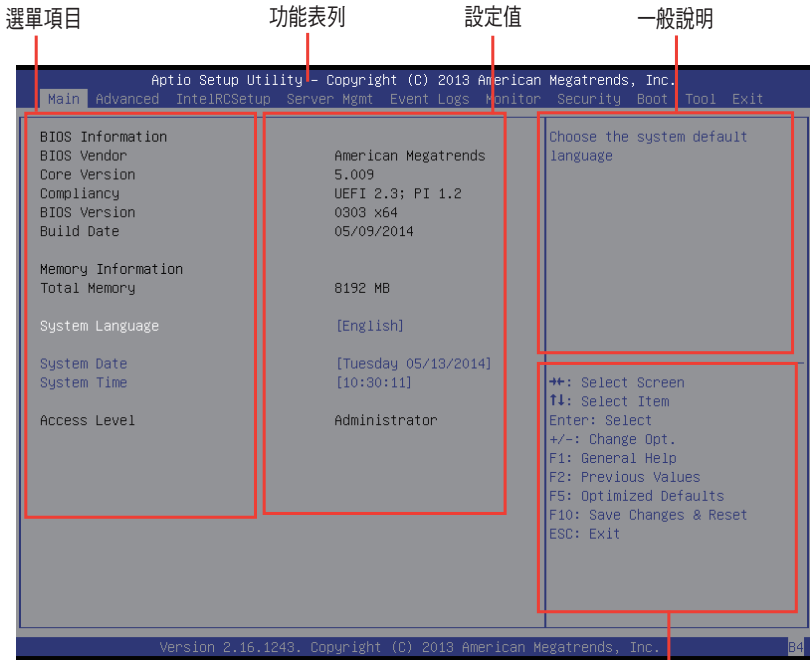 選單項目 功能表列 設定值 一般說明
Aptio Setup Utility – Copyright (C) 2013 American Megatrends, Inc.
Main Advanced IntelRCSetup Server Mgmt Event Logs Monitor Security Boot Tool Exit
BIOS Information
BIOS Vendor American Megatrends
Core Version 5.009
Compliancy UEFI 2.3; PI 1.2
BIOS Version 0303 x64
Build Date 05/09/2014
Memory Information
Total Memory 8192 MB
System Language [English]
System Date [Tuesday 05/13/2014]
System Time [10:30:11]
Access Level Administrator
Choose the system default
language
→←: Select Screen
↑↓: Select Item
Enter: Select
+/-: Change Opt.
F1: General Help
F2: Previous Values
F5: Optimized Defaults
F10: Save Changes & Reset
ESC: Exit
Version 2.16.1243. Copyright (C) 2013 American Megatrends, Inc.
B4